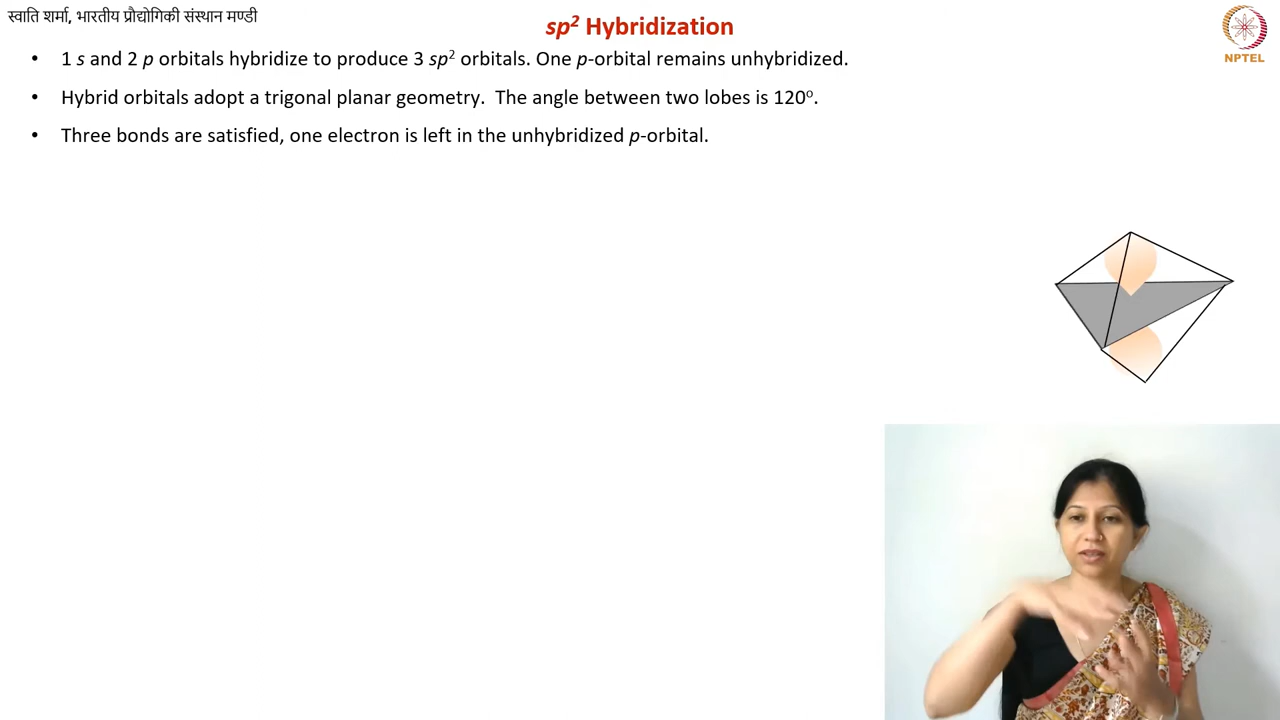 स्वाति शर्मा, भारतीय प्रौद्योगिकी संस्थान मण्डी
sp² Hybridization
NPTEL
• 1 s and 2 p orbitals hybridize to produce 3 sp² orbitals. One p-orbital remains unhybridized.
• Hybrid orbitals adopt a trigonal planar geometry. The angle between two lobes is 120º.
• Three bonds are satisfied, one electron is left in the unhybridized p-orbital.